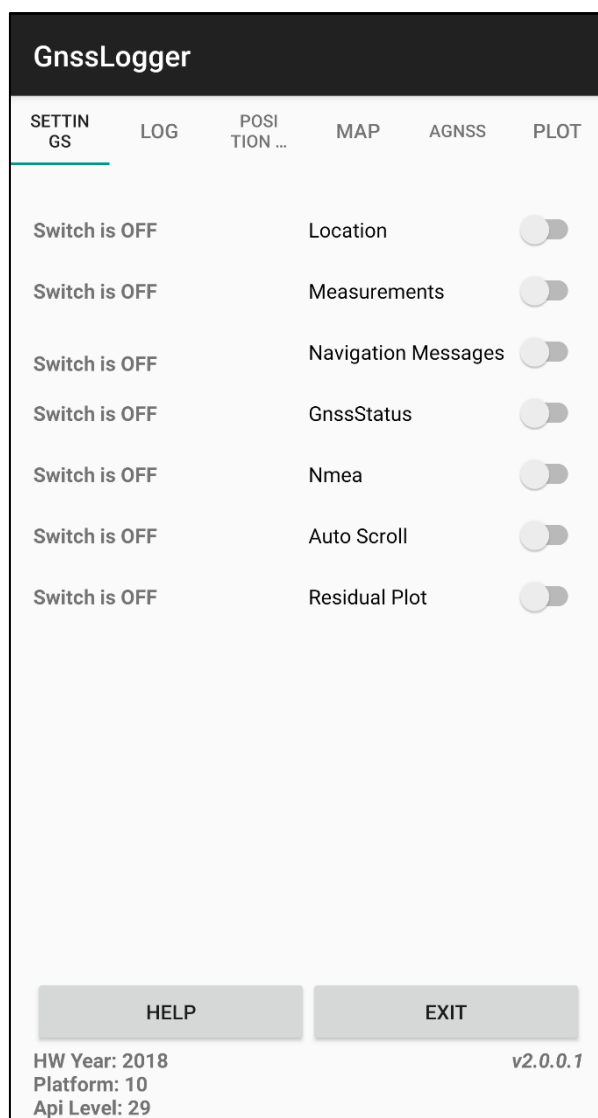 GnssLogger
SETTIN
GS
LOG
POSI
TION ...
MAP
AGNSS
PLOT
Switch is OFF Location
Switch is OFF Measurements
Switch is OFF Navigation Messages
Switch is OFF GnssStatus
Switch is OFF Nmea
Switch is OFF Auto Scroll
Switch is OFF Residual Plot
HELP EXIT
HW Year: 2018 v2.0.0.1
Platform: 10
Api Level: 29